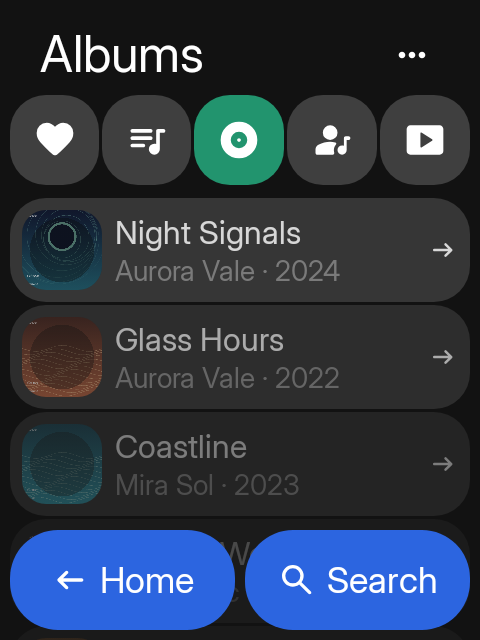 Albums
Night Signals
Aurora Vale · 2024
Glass Hours
Aurora Vale · 2022
Coastline
Mira Sol · 2023
Home
Search